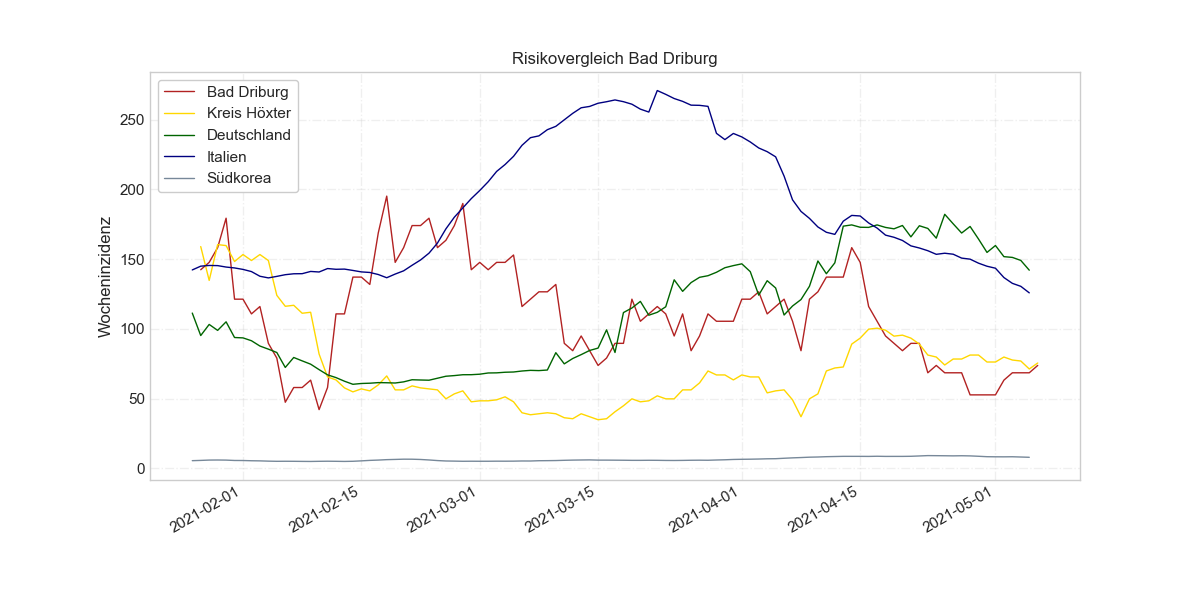 Risikovergleich Bad Driburg
Bad Driburg
Kreis Höxter
Deutschland
Italien
Südkorea
Wocheninzidenz
250
200
150
100
50
0
2021-02-01
2021-02-15
2021-03-01
2021-03-15
2021-04-01
2021-04-15
2021-05-01